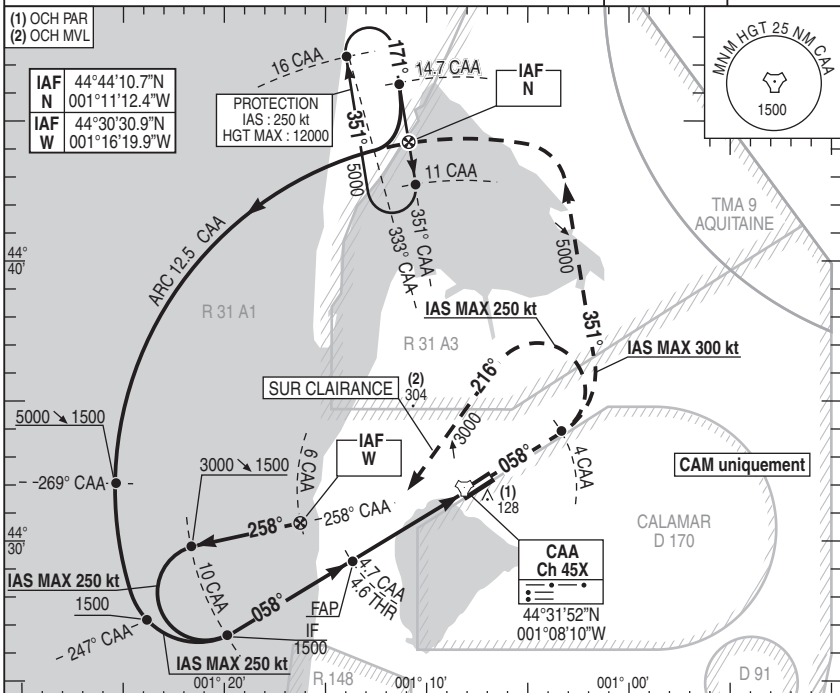 (1) OCH PAR
(2) OCH MVL
IAF N 44°44'10.7"N 001°11'12.4"W
IAF W 44°30'30.9"N 001°16'19.9"W
16 CAA
171°
14.7 CAA
IAF
N
MNM HGT 25 NM CAA
1500
PROTECTION
IAS : 250 kt
HGT MAX : 12000
351°
5000
11 CAA
351° CAA
333° CAA
TMA 9
AQUITAINE
44°
40'
ARC 12.5 CAA
5000
R 31 A1
IAS MAX 250 kt
351°
R 31 A3
IAS MAX 300 kt
216°
SUR CLAIRANCE
(2)
304
3000
5000 ↘ 1500
IAF
W
6 CAA
058°
4 CAA
CAM uniquement
3000 ↘ 1500
269° CAA
(1)
128
258° CAA
258°
CALAMAR
D 170
44°
30'
CAA
Ch 45X
44°31'52"N
001°08'10"W
10 CAA
IAS MAX 250 kt
4.7 CAA
4.6 THR
058°
FAP
1500
IF
1500
247° CAA
IAS MAX 250 kt
R 148
D 91
001°20'
001°10'
001°00'